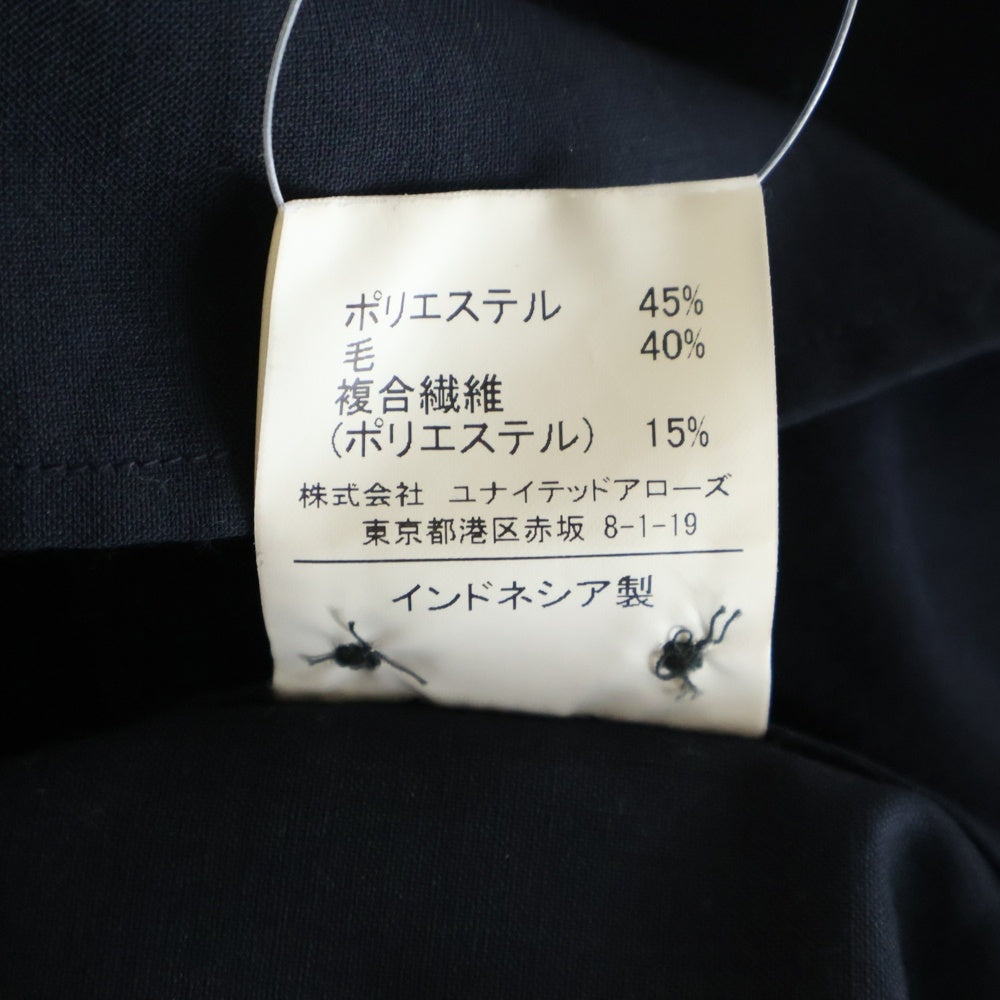 ポリエステル 45%
毛 40%
複合繊維
(ポリエステル) 15%
株式会社 ユナイテッドアローズ
東京都港区赤坂 8-1-19
インドネシア製